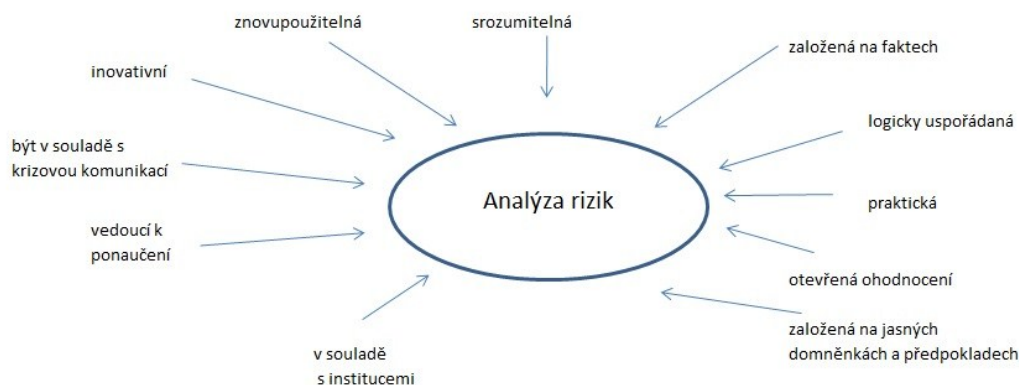 znovupoužitelná
srozumitelná
založená na faktech
inovativní
logicky uspořádaná
být v souladě s
krizovou komunikací
Analýza rizik
praktická
vedoucí k
ponaučení
otevřená ohodnocení
založená na jasných
domněnkách a předpokladech
v souladě
s institucemi